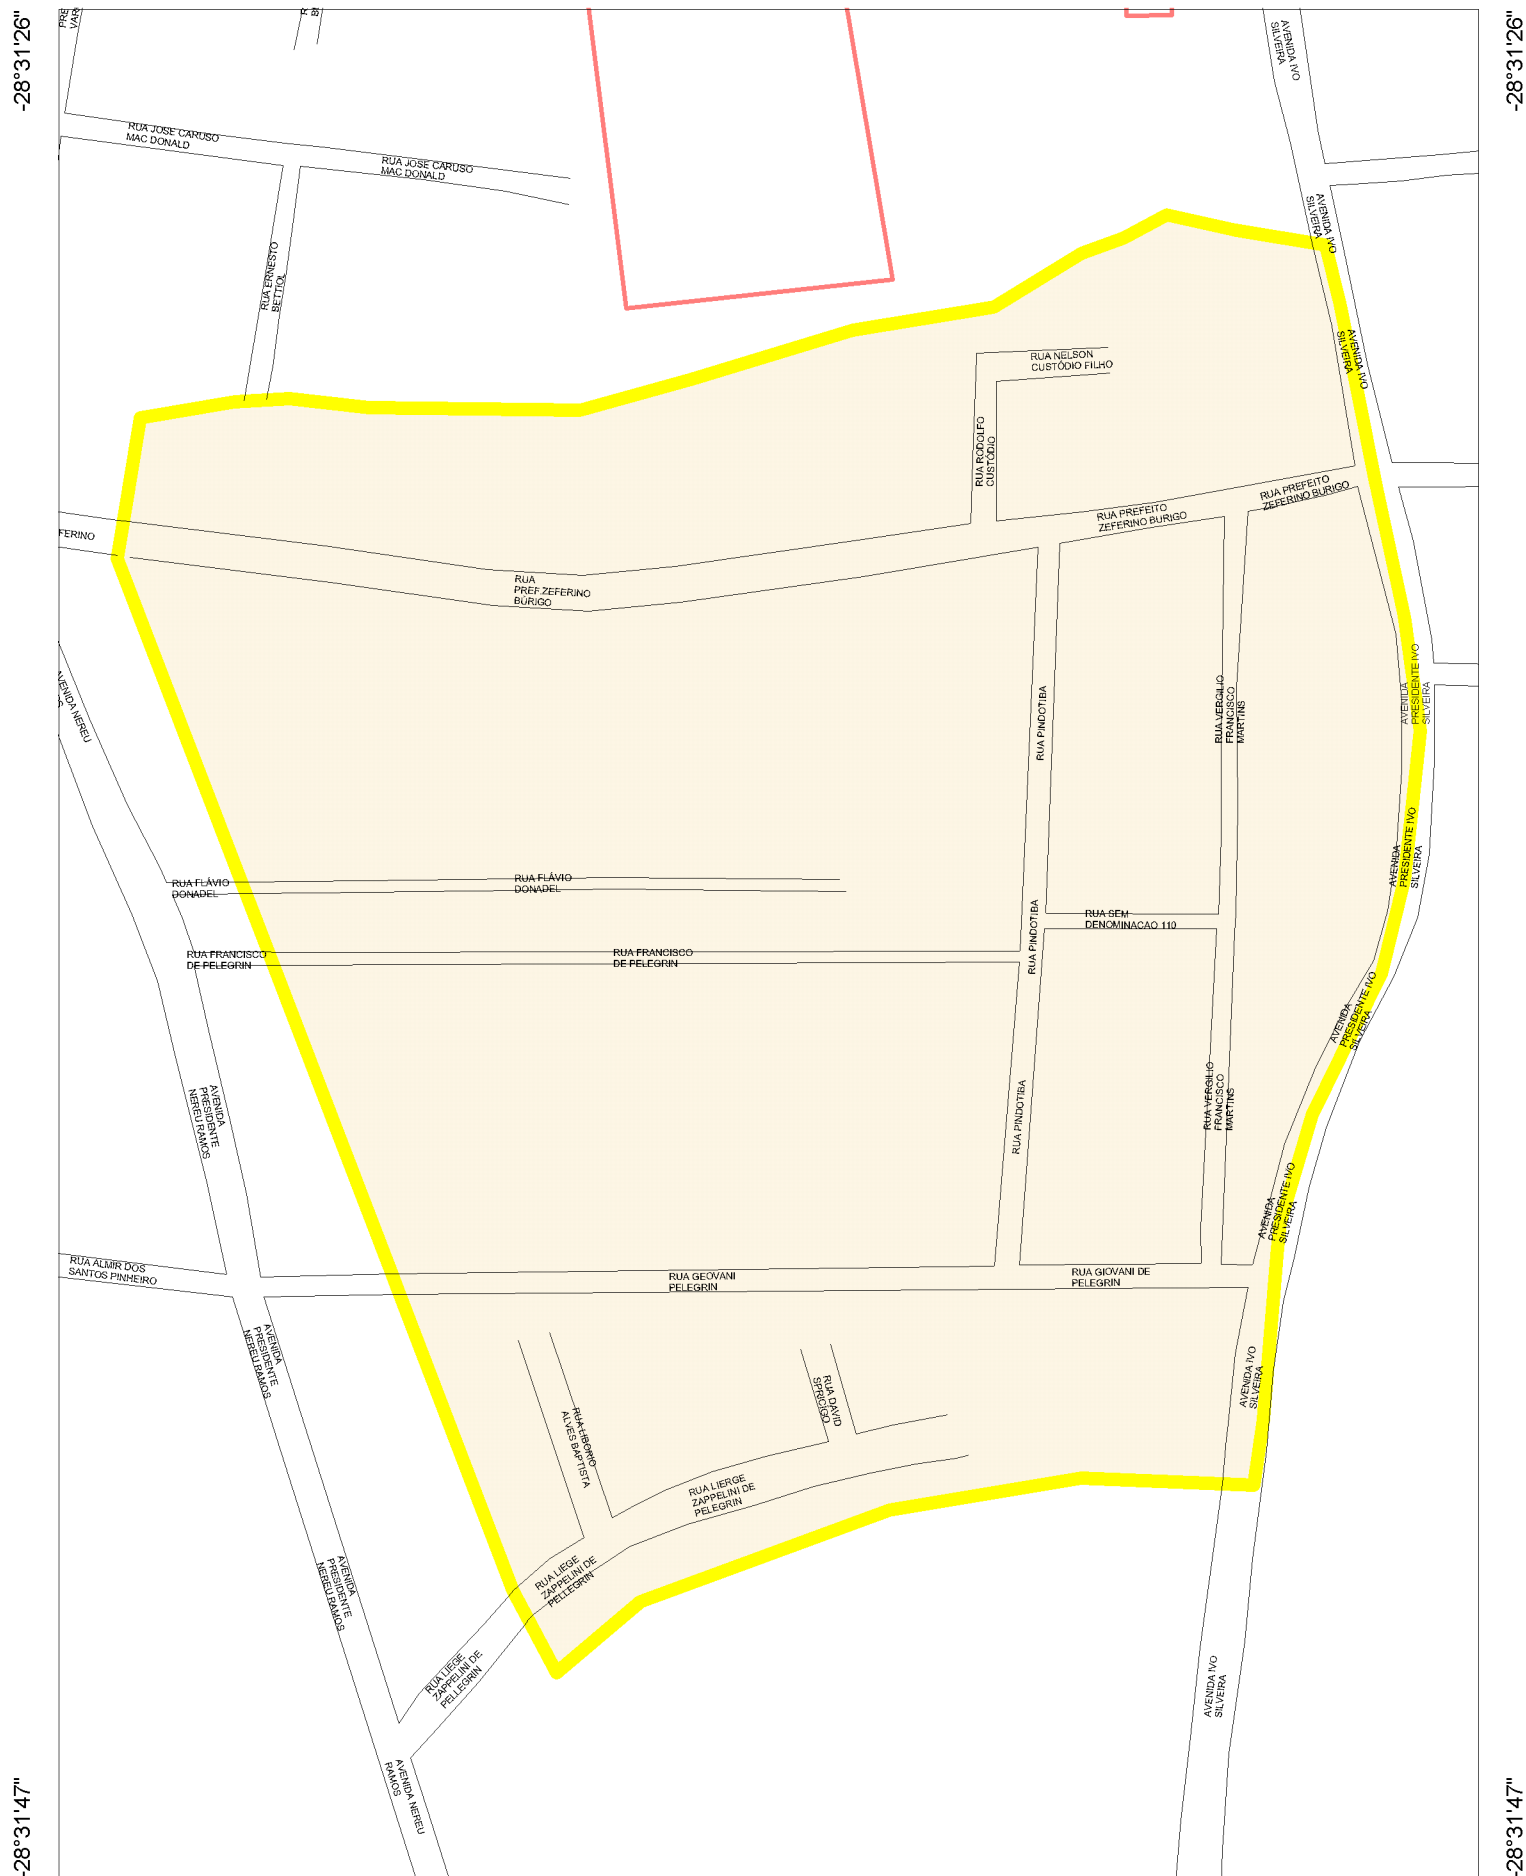 -28°31'26"
-28°31'26"
AVENIDA IVO
SILVEIRA
RUA JOSE CARUSO
MAC DONALD
RUA JOSE CARUSO
MAC DONALD
AVENIDA IVO
SILVEIRA
RUA ERNESTO
BETTIOL
AVENIDA IVO
SILVEIRA
RUA NELSON
CUSTÓDIO FILHO
RUA RODOLFO
CUSTÓDIO
RUA PREFEITO
ZEFERINO BURIGO
RUA PREFEITO
ZEFERINO BURIGO
FERINO
RUA
PREF.ZEFERINO
BÚRIGO
AVENIDA NEREU
RUA PINDOTIBA
RUA VERGILIO
FRANCISCO
MARTINS
AVENIDA
PRESIDENTE IVO
SILVEIRA
AVENIDA
PRESIDENTE IVO
SILVEIRA
RUA FLÁVIO
DONADEL
RUA FLÁVIO
DONADEL
RUA PINDOTIBA
RUA SEM
DENOMINACAO 110
RUA FRANCISCO
DE PELEGRIN
RUA FRANCISCO
DE PELEGRIN
AVENIDA
PRESIDENTE IVO
SILVEIRA
AVENIDA
PRESIDENTE
NEREU RAMOS
RUA PINDOTIBA
RUA VERGILIO
FRANCISCO
MARTINS
AVENIDA
PRESIDENTE IVO
SILVEIRA
RUA ALMIR DOS
SANTOS PINHEIRO
RUA GEOVANI
PELEGRIN
RUA GIOVANI DE
PELEGRIN
AVENIDA
PRESIDENTE
NEREU RAMOS
AVENIDA IVO
SILVEIRA
RUA LIBORIO
ALVES BAPTISTA
RUA DAVID
SPRICIGO
RUA LIERGE
ZAPPELINI DE
PELEGRIN
RUA LIEGE
ZAPPELINI DE
PELLEGRIN
AVENIDA
PRESIDENTE
NEREU RAMOS
RUA LIEGE
ZAPPELINI DE
PELLEGRIN
AVENIDA IVO
SILVEIRA
AVENIDA NEREU
RAMOS
-28°31'47"
-28°31'47"